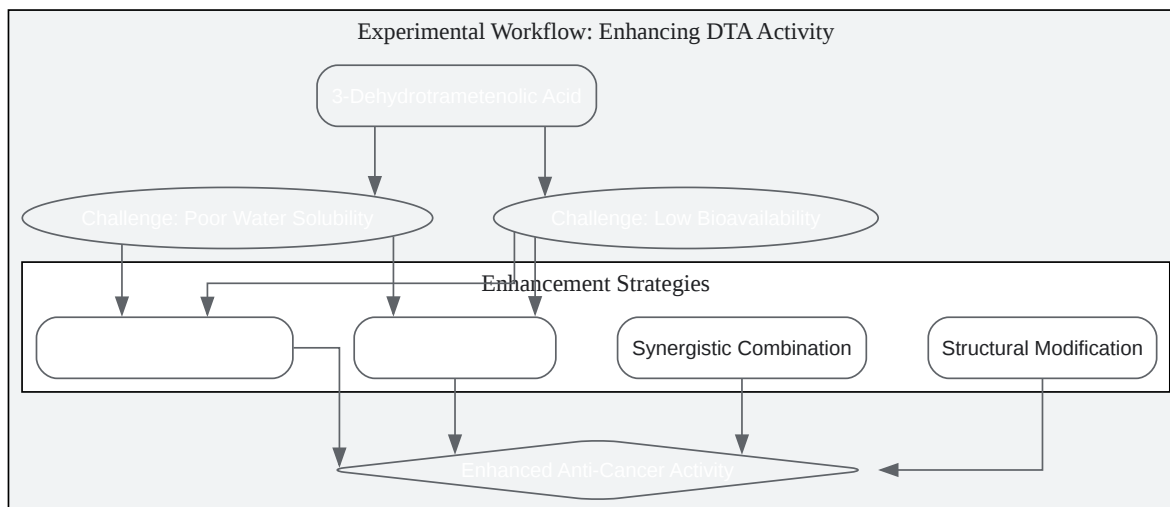 Experimental Workflow: Enhancing DTA Activity
3-Dehydrotrametenolic Acid
Challenge: Poor Water Solubility
Challenge: Low Bioavailability
Enhancement Strategies
Synergistic Combination
Structural Modification
Enhanced Anti-Cancer Activity